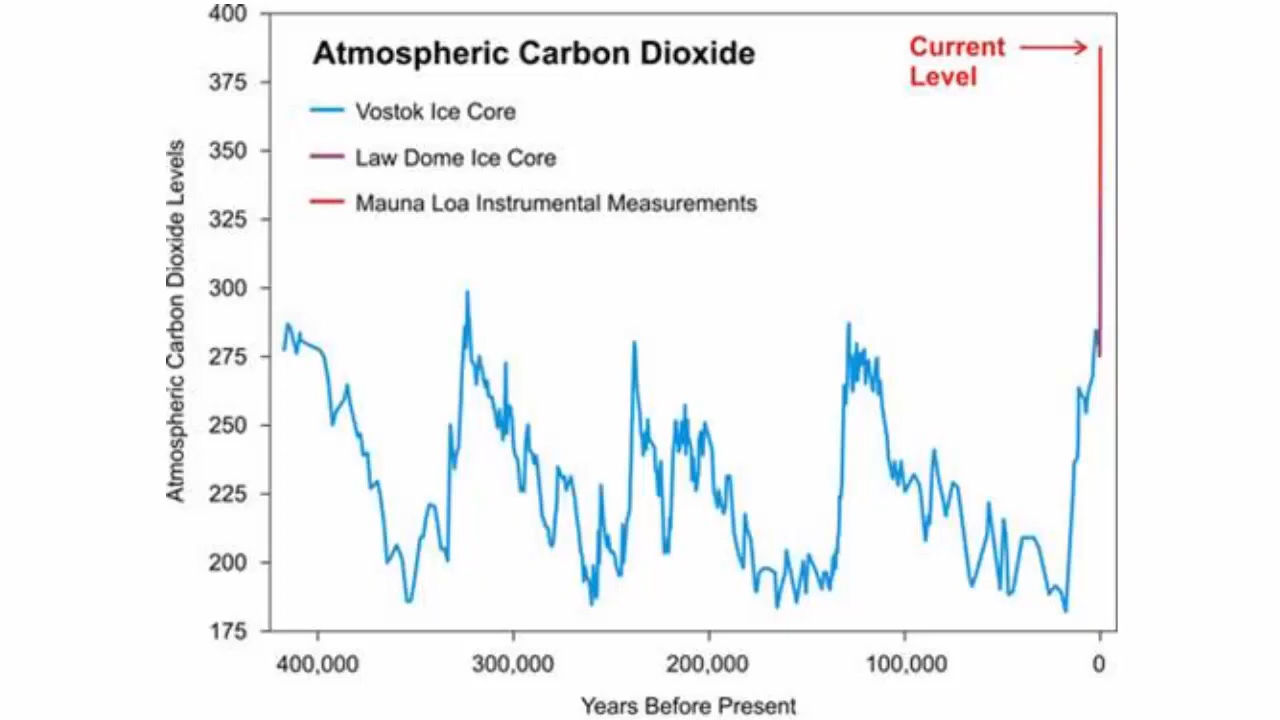 400
Atmospheric Carbon Dioxide
Current
Level
375
Vostok Ice Core
350
Law Dome Ice Core
Mauna Loa Instrumental Measurements
325
300
275
250
225
200
175
Atmospheric Carbon Dioxide Levels
400,000
300,000
200,000
100,000
0
Years Before Present